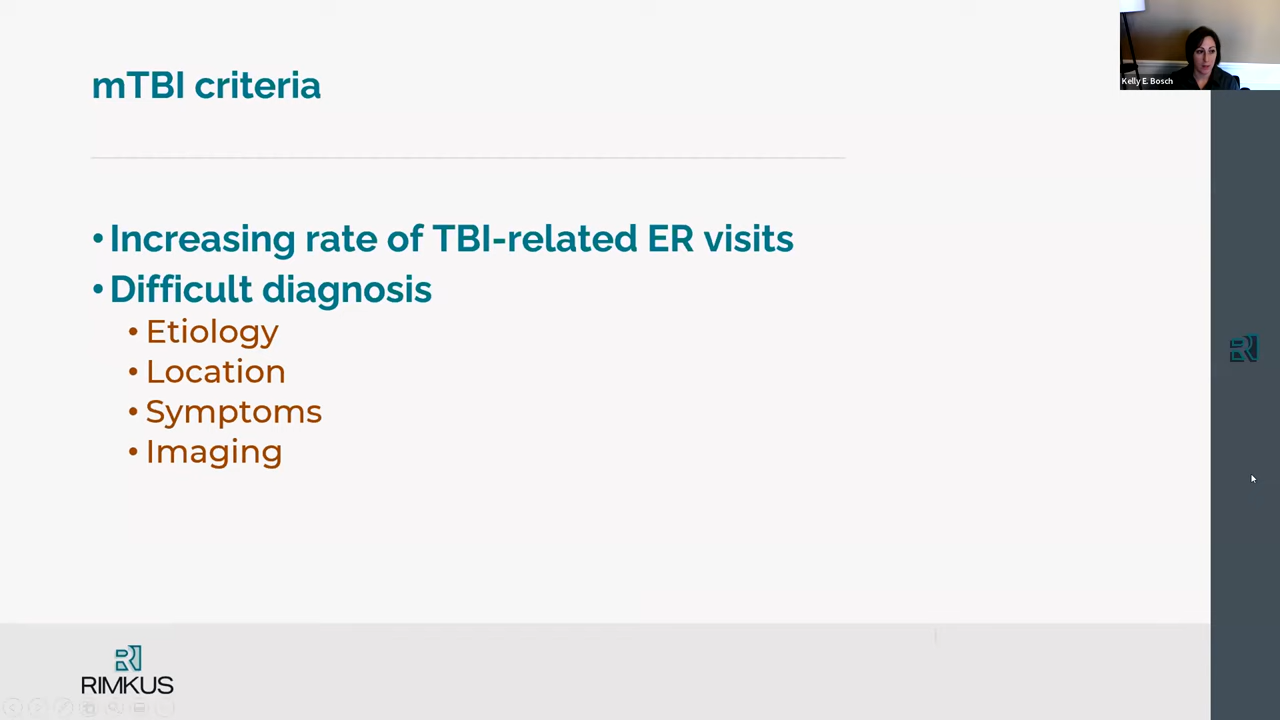 mTBI criteria
Kelly E. Bosch
• Increasing rate of TBI-related ER visits
• Difficult diagnosis
• Etiology
• Location
• Symptoms
• Imaging
RIMKUS